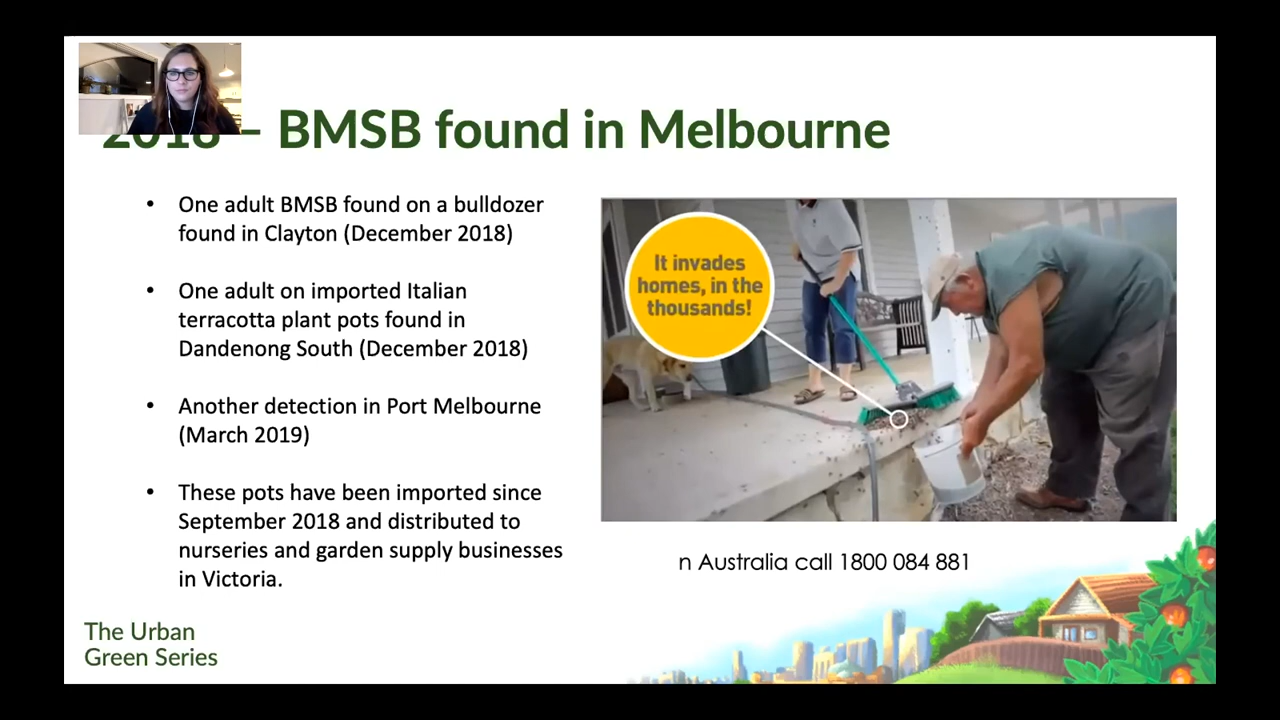 2018 – BMSB found in Melbourne
• One adult BMSB found on a bulldozer
found in Clayton (December 2018)
• One adult on imported Italian
terracotta plant pots found in
Dandenong South (December 2018)
• Another detection in Port Melbourne
(March 2019)
• These pots have been imported since
September 2018 and distributed to
nurseries and garden supply businesses
in Victoria.
It invades
homes, in the
thousands!
n Australia call 1800 084 881
The Urban
Green Series